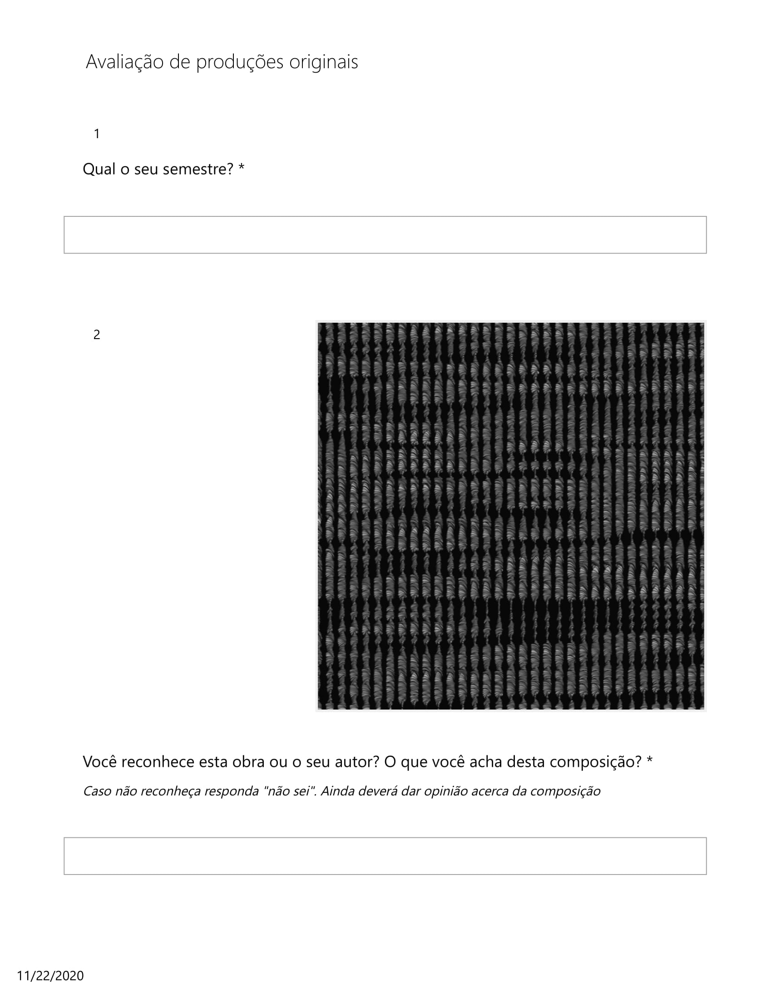 Avaliação de produções originais
1
Qual o seu semestre? *
2
Você reconhece esta obra ou o seu autor? O que você acha desta composição? *
Caso não reconheça responda "não sei". Ainda deverá dar opinião acerca da composição
11/22/2020